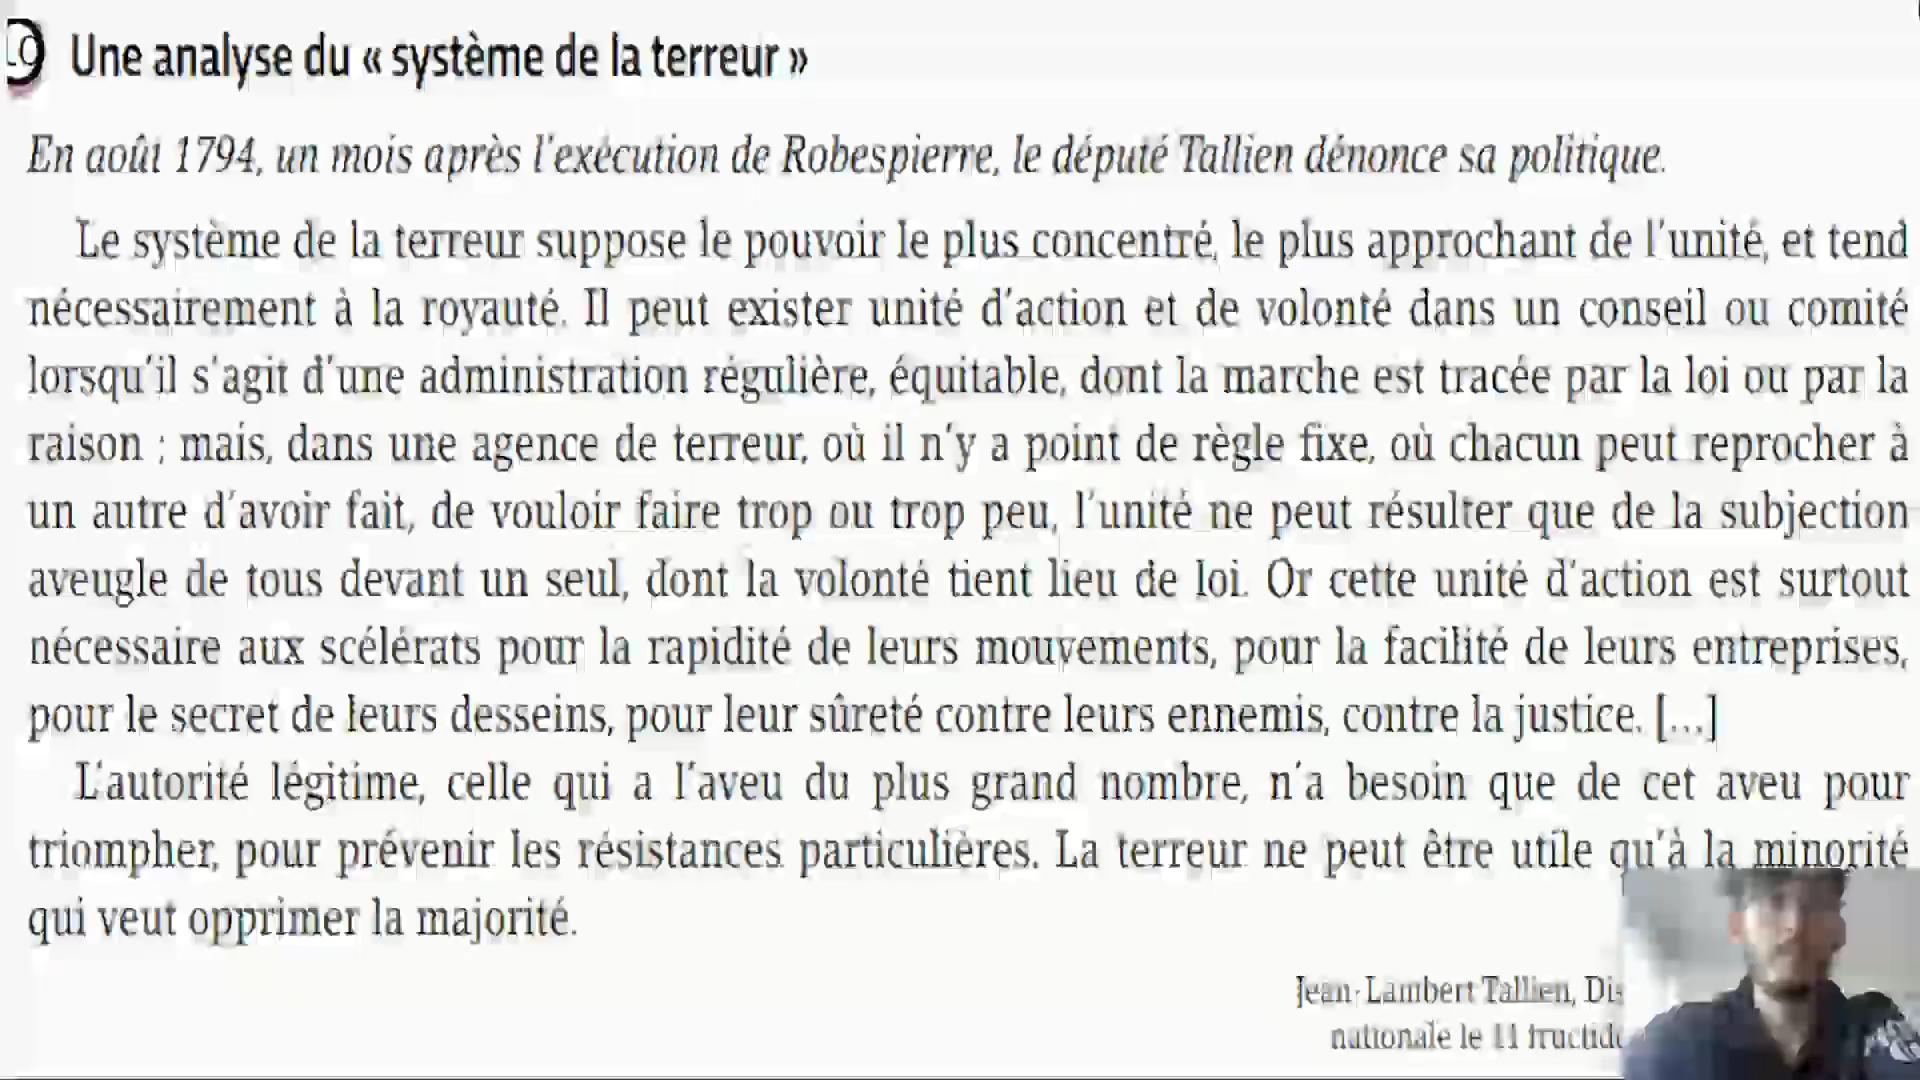 Une analyse du « système de la terreur »
En août 1794, un mois après l'exécution de Robespierre, le député Tallien dénonce sa politique.
Le système de la terreur suppose le pouvoir le plus concentré, le plus approchant de l'unité, et tend
nécessairement à la royauté. Il peut exister unité d'action et de volonté dans un conseil ou comité
lorsqu'il s'agit d'une administration régulière, équitable, dont la marche est tracée par la loi ou par la
raison ; mais, dans une agence de terreur, où il n'y a point de règle fixe, où chacun peut reprocher à
un autre d'avoir fait, de vouloir faire trop ou trop peu, l'unité ne peut résulter que de la subjection
aveugle de tous devant un seul, dont la volonté tient lieu de loi. Or cette unité d'action est surtout
nécessaire aux scélérats pour la rapidité de leurs mouvements, pour la facilité de leurs entreprises,
pour le secret de leurs desseins, pour leur sûreté contre leurs ennemis, contre la justice. [...]
L'autorité légitime, celle qui a l'aveu du plus grand nombre, n'a besoin que de cet aveu pour
triompher, pour prévenir les résistances particulières. La terreur ne peut être utile qu'à la minorité
qui veut opprimer la majorité.
Jean-Lambert Tallien,
nationale le 11